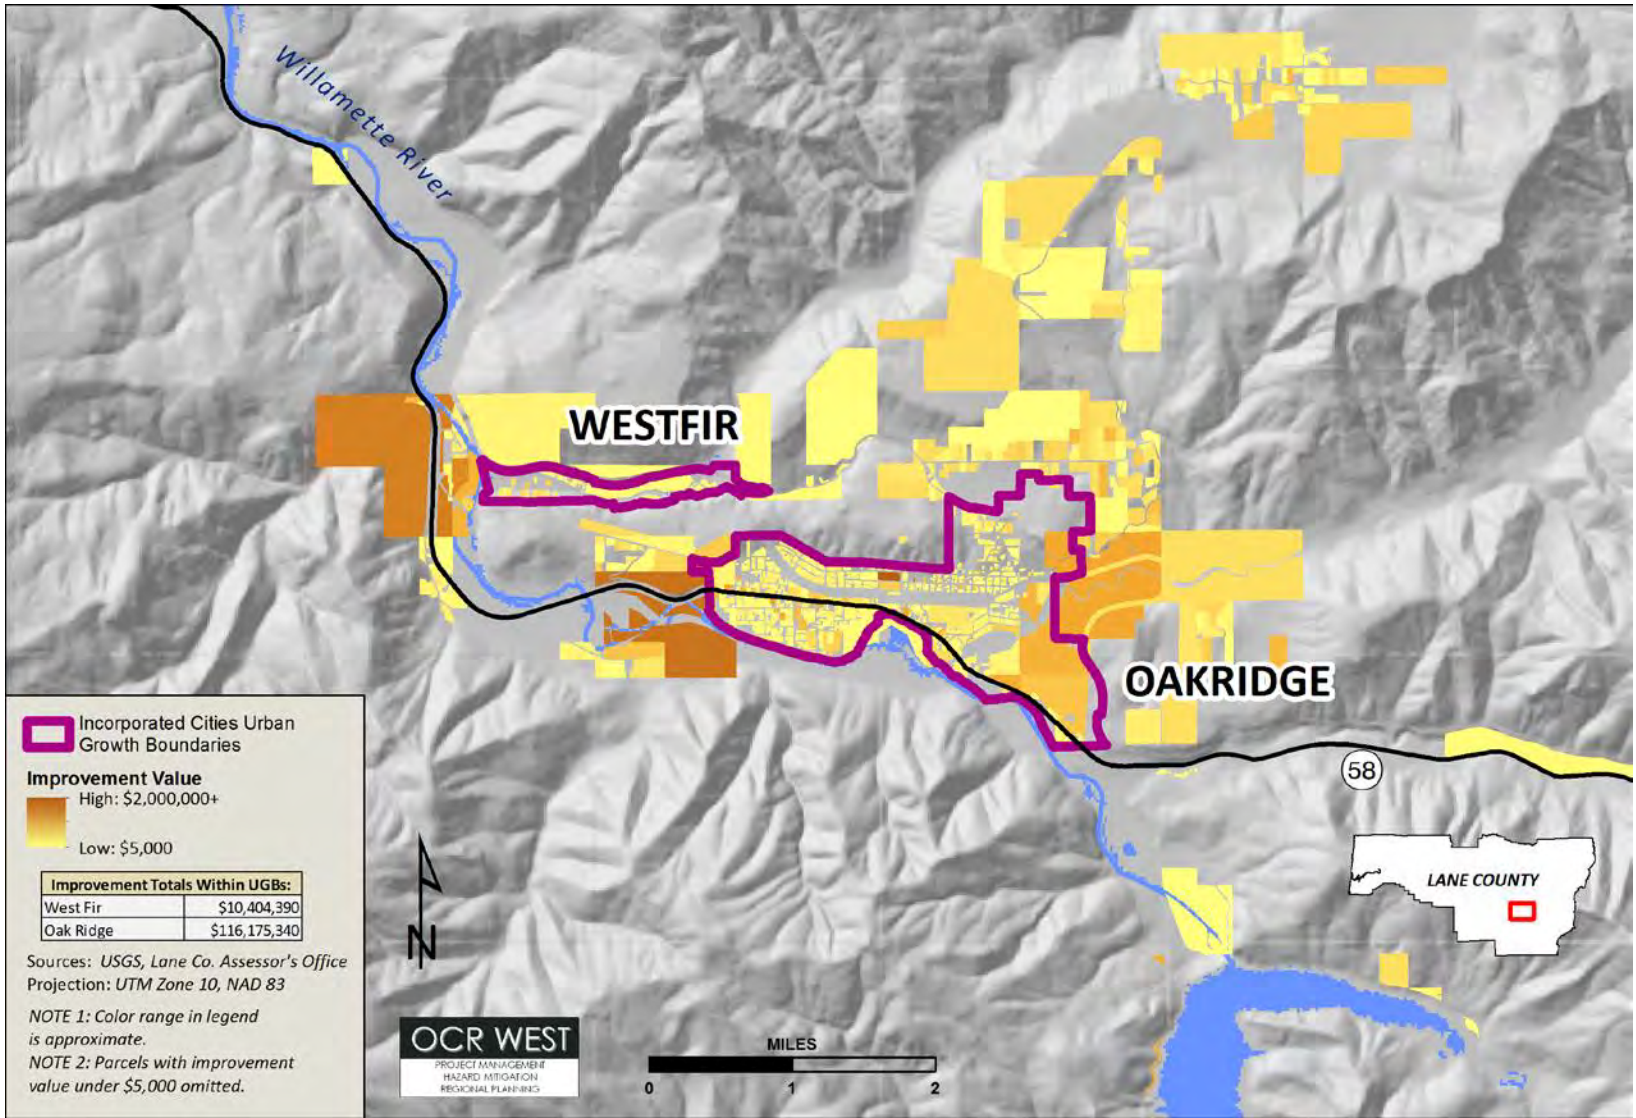 Willamette River
WESTFIR
OAKRIDGE
58
Incorporated Cities Urban
Growth Boundaries
Improvement Value
High: $2,000,000+
Low: $5,000
Improvement Totals Within UGBs:
West Fir $10,404,390
Oak Ridge $116,175,340
Sources: USGS, Lane Co. Assessor's Office
Projection: UTM Zone 10, NAD 83
NOTE 1: Color range in legend
is approximate.
NOTE 2: Parcels with improvement
value under $5,000 omitted.
N
OCR WEST
PROJECT MANAGEMENT
HAZARD MITIGATION
REGIONAL PLANNING
MILES
0 1 2
LANE COUNTY